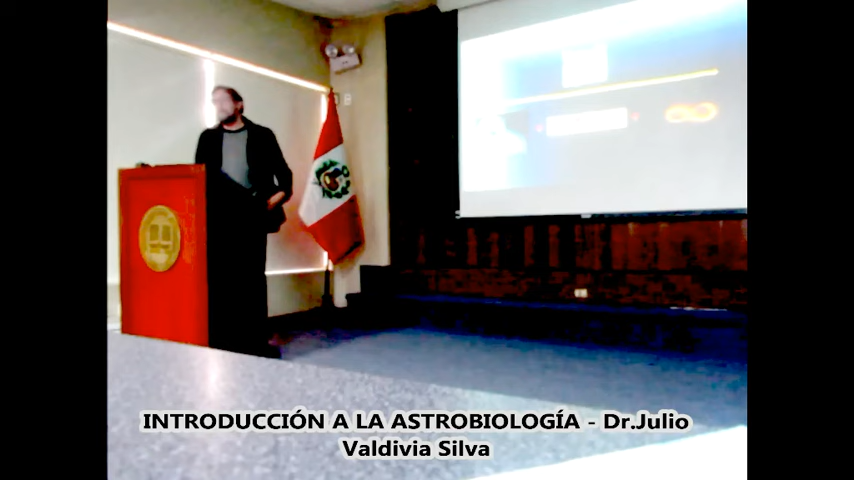 INTRODUCCIÓN A LA ASTROBIOLOGÍA - Dr.Julio
Valdivia Silva